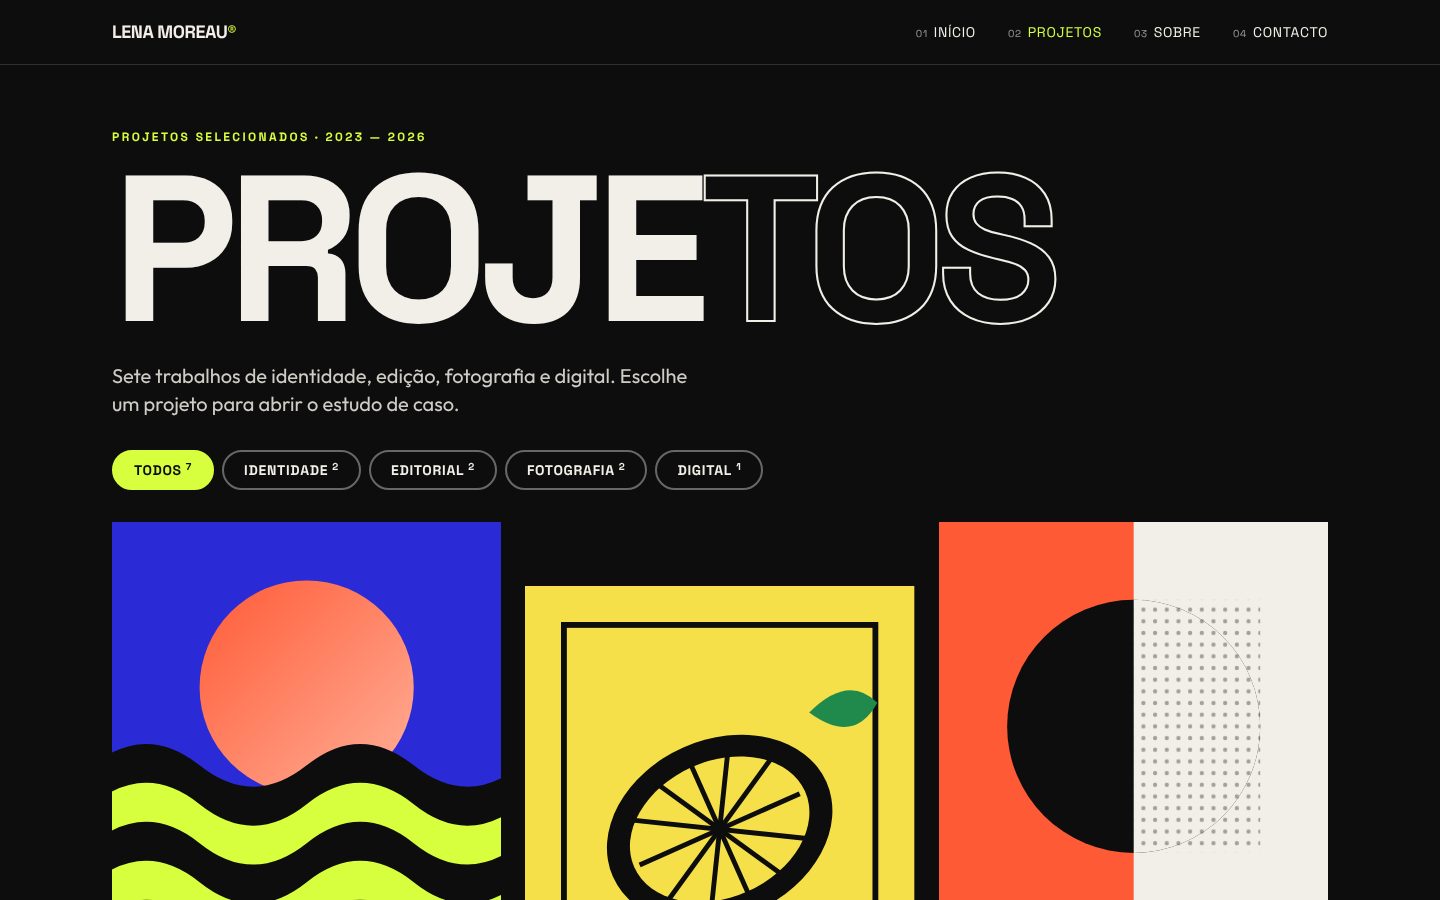 LENA MOREAU®
01 INÍCIO 02 PROJETOS 03 SOBRE 04 CONTACTO
PROJETOS SELECIONADOS · 2023 — 2026
PROJETOS
Sete trabalhos de identidade, edição, fotografia e digital. Escolhe
um projeto para abrir o estudo de caso.
TODOS 7 IDENTIDADE 2 EDITORIAL 2 FOTOGRAFIA 2 DIGITAL 1